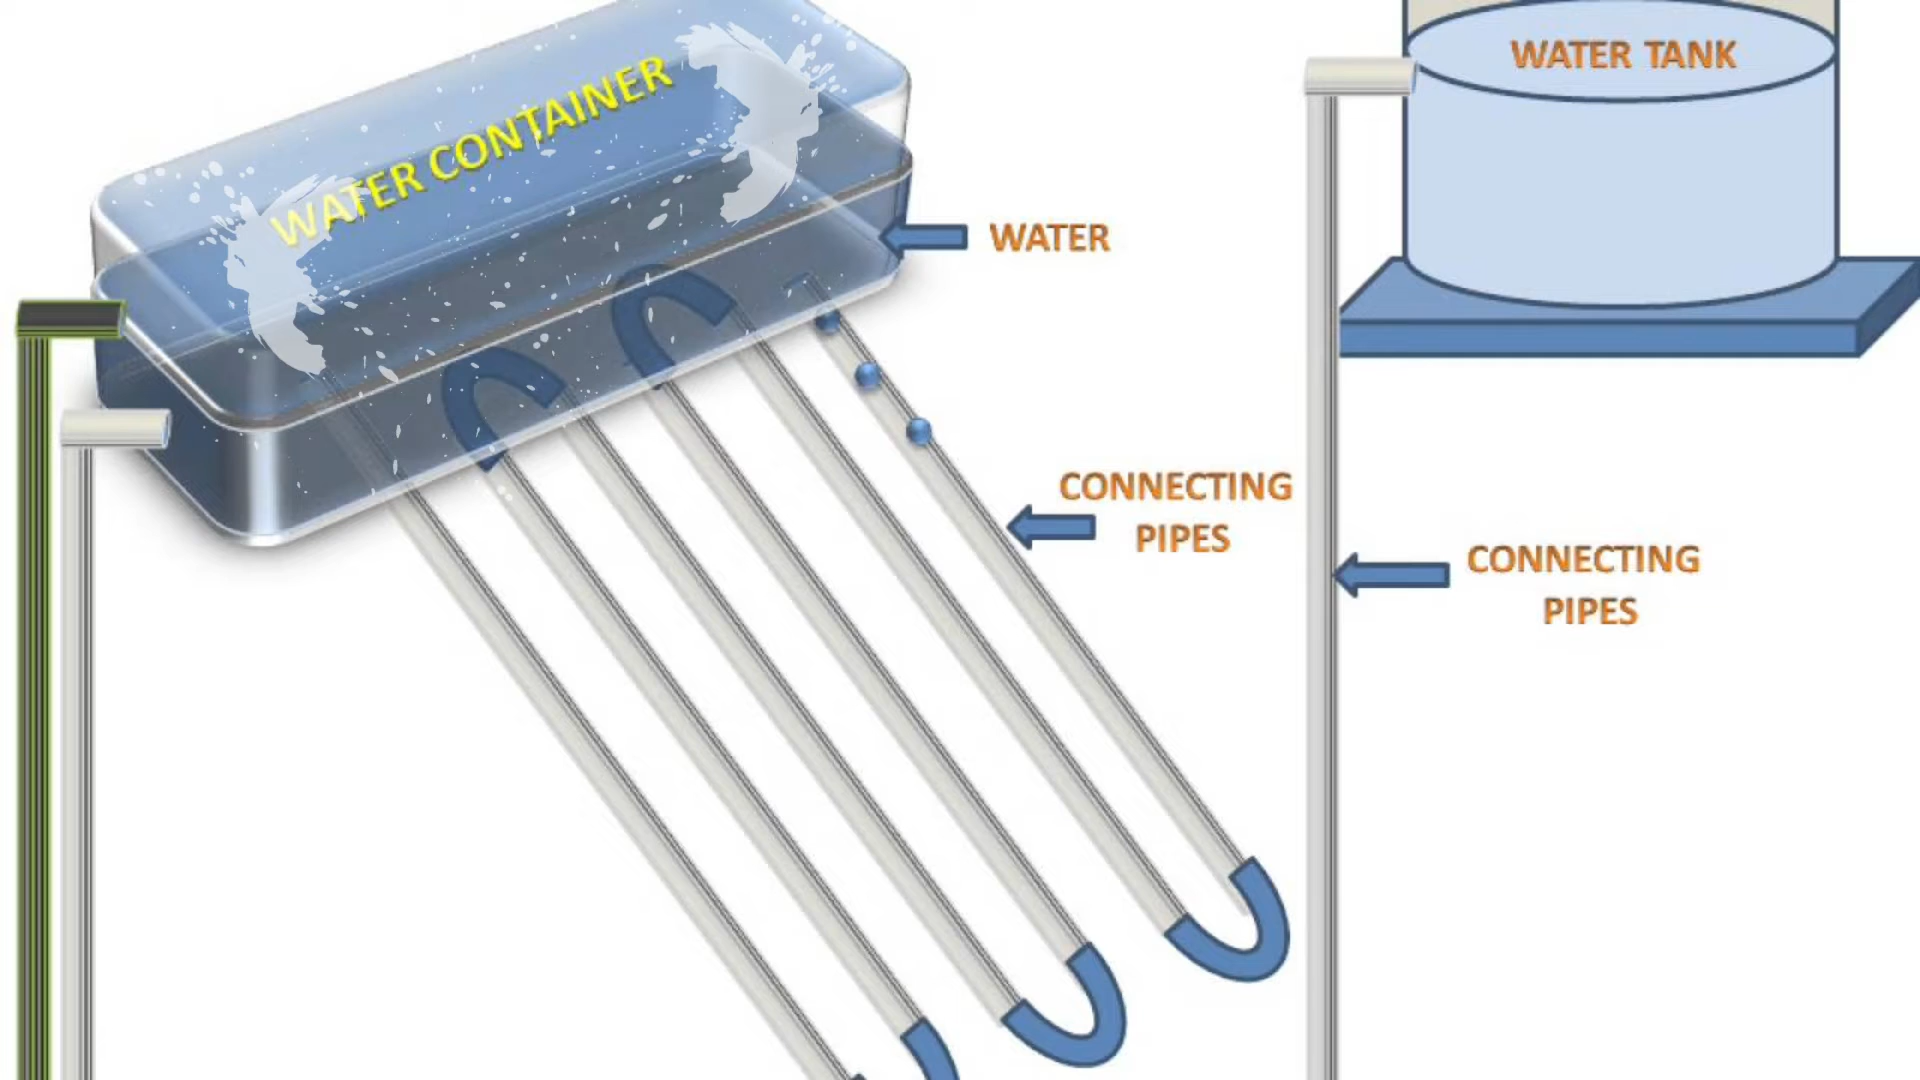 WATER TANK
WATER CONTAINER
WATER
CONNECTING
PIPES
CONNECTING
PIPES